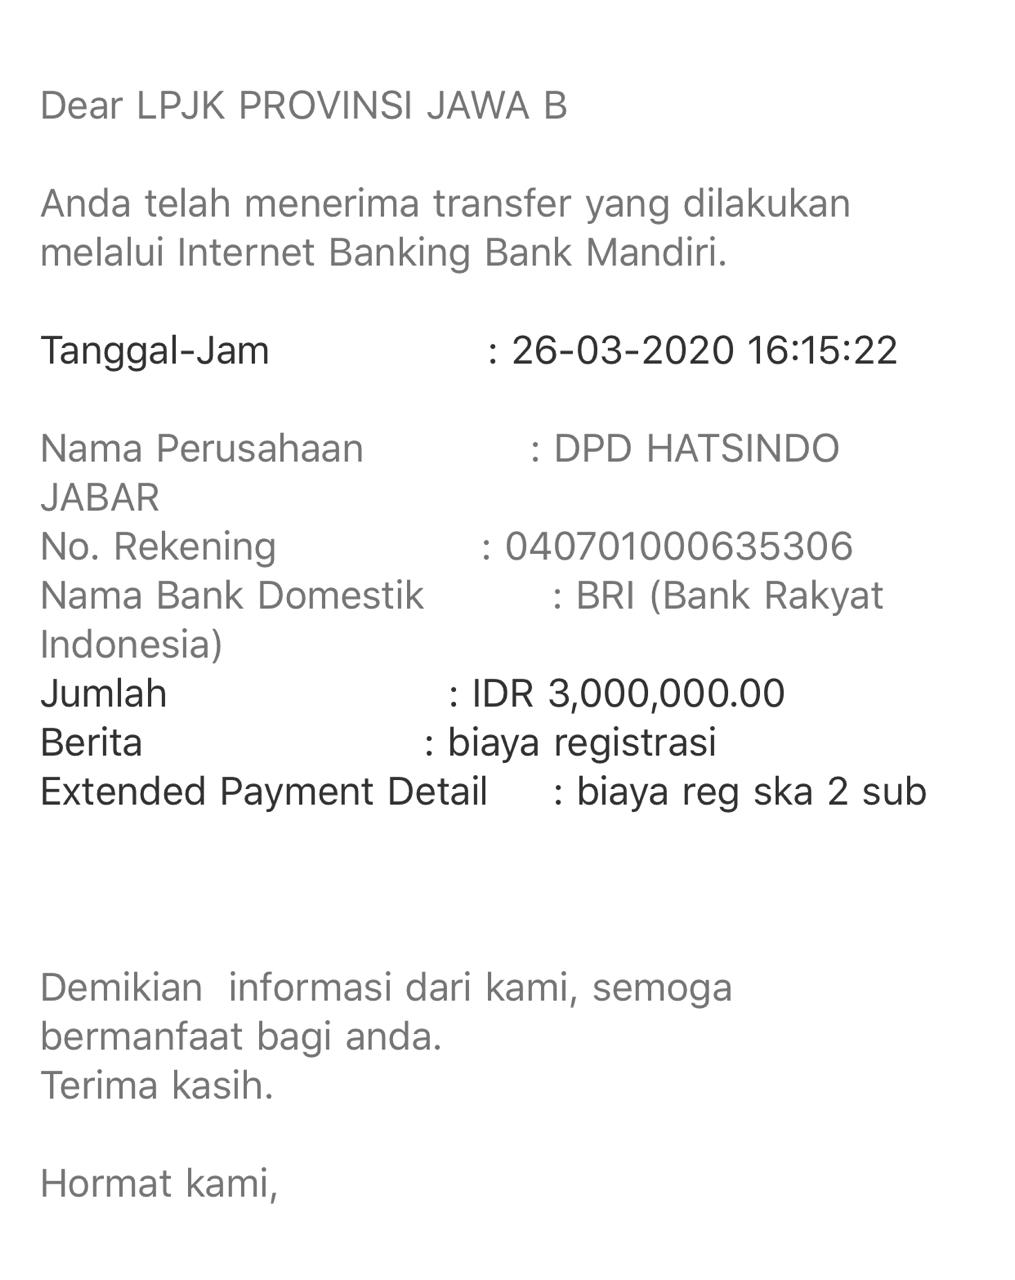 Dear LPJK PROVINSI JAWA B
Anda telah menerima transfer yang dilakukan
melalui Internet Banking Bank Mandiri.
Tanggal-Jam : 26-03-2020 16:15:22
Nama Perusahaan : DPD HATSINDO
JABAR
No. Rekening : 040701000635306
Nama Bank Domestik : BRI (Bank Rakyat
Indonesia)
Jumlah : IDR 3,000,000.00
Berita : biaya registrasi
Extended Payment Detail : biaya reg ska 2 sub
Demikian informasi dari kami, semoga
bermanfaat bagi anda.
Terima kasih.
Hormat kami,